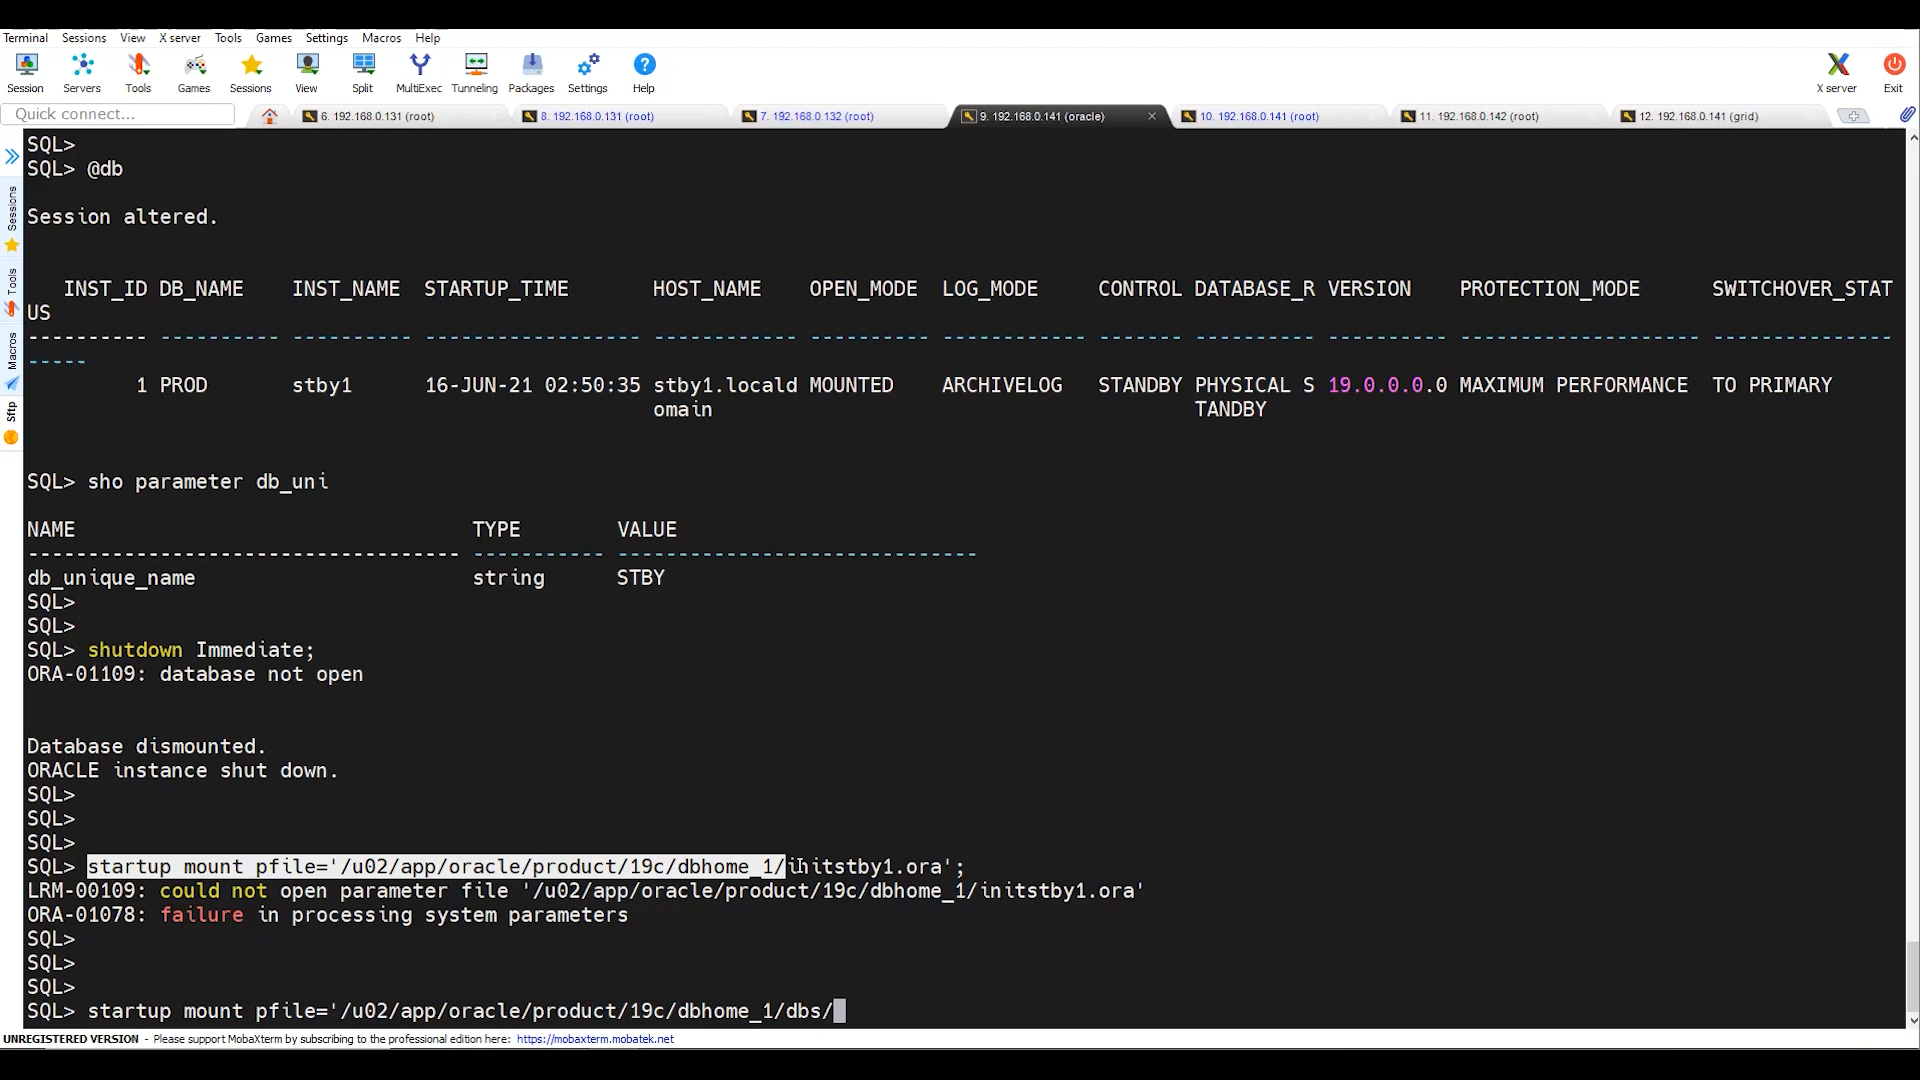 Terminal Sessions View X server Tools Games Settings Macros Help
Session Servers Tools Games Sessions View Split MultiExec Tunneling Packages Settings Help X server Exit
Quick connect... 6. 192.168.0.131 (root) 8. 192.168.0.131 (root) 7. 192.168.0.132 (root) 9. 192.168.0.141 (oracle) 10. 192.168.0.141 (root) 11. 192.168.0.142 (root) 12. 192.168.0.141 (grid)
Sessions
Tools
Macros
Sftp
SQL>
SQL> @db
Session altered.
INST_ID DB_NAME INST_NAME STARTUP_TIME HOST_NAME OPEN_MODE LOG_MODE CONTROL DATABASE_R VERSION PROTECTION_MODE SWITCHOVER_STAT
US
---------- ---------- ---------- ------------------ ------------ ---------- ------------ ------- ---------- ---------- -------------------- ---------------
-----
1 PROD stby1 16-JUN-21 02:50:35 stby1.locald MOUNTED ARCHIVELOG STANDBY PHYSICAL S 19.0.0.0.0 MAXIMUM PERFORMANCE TO PRIMARY
omain TANDBY
SQL> sho parameter db_uni
NAME TYPE VALUE
------------------------------------ ----------- ------------------------------
db_unique_name string STBY
SQL>
SQL>
SQL> shutdown Immediate;
ORA-01109: database not open
Database dismounted.
ORACLE instance shut down.
SQL>
SQL>
SQL>
SQL> startup mount pfile='/u02/app/oracle/product/19c/dbhome_1/initstby1.ora';
LRM-00109: could not open parameter file '/u02/app/oracle/product/19c/dbhome_1/initstby1.ora'
ORA-01078: failure in processing system parameters
SQL>
SQL>
SQL>
SQL> startup mount pfile='/u02/app/oracle/product/19c/dbhome_1/dbs/
UNREGISTERED VERSION - Please support MobaXterm by subscribing to the professional edition here: https://mobaxterm.mobatek.net